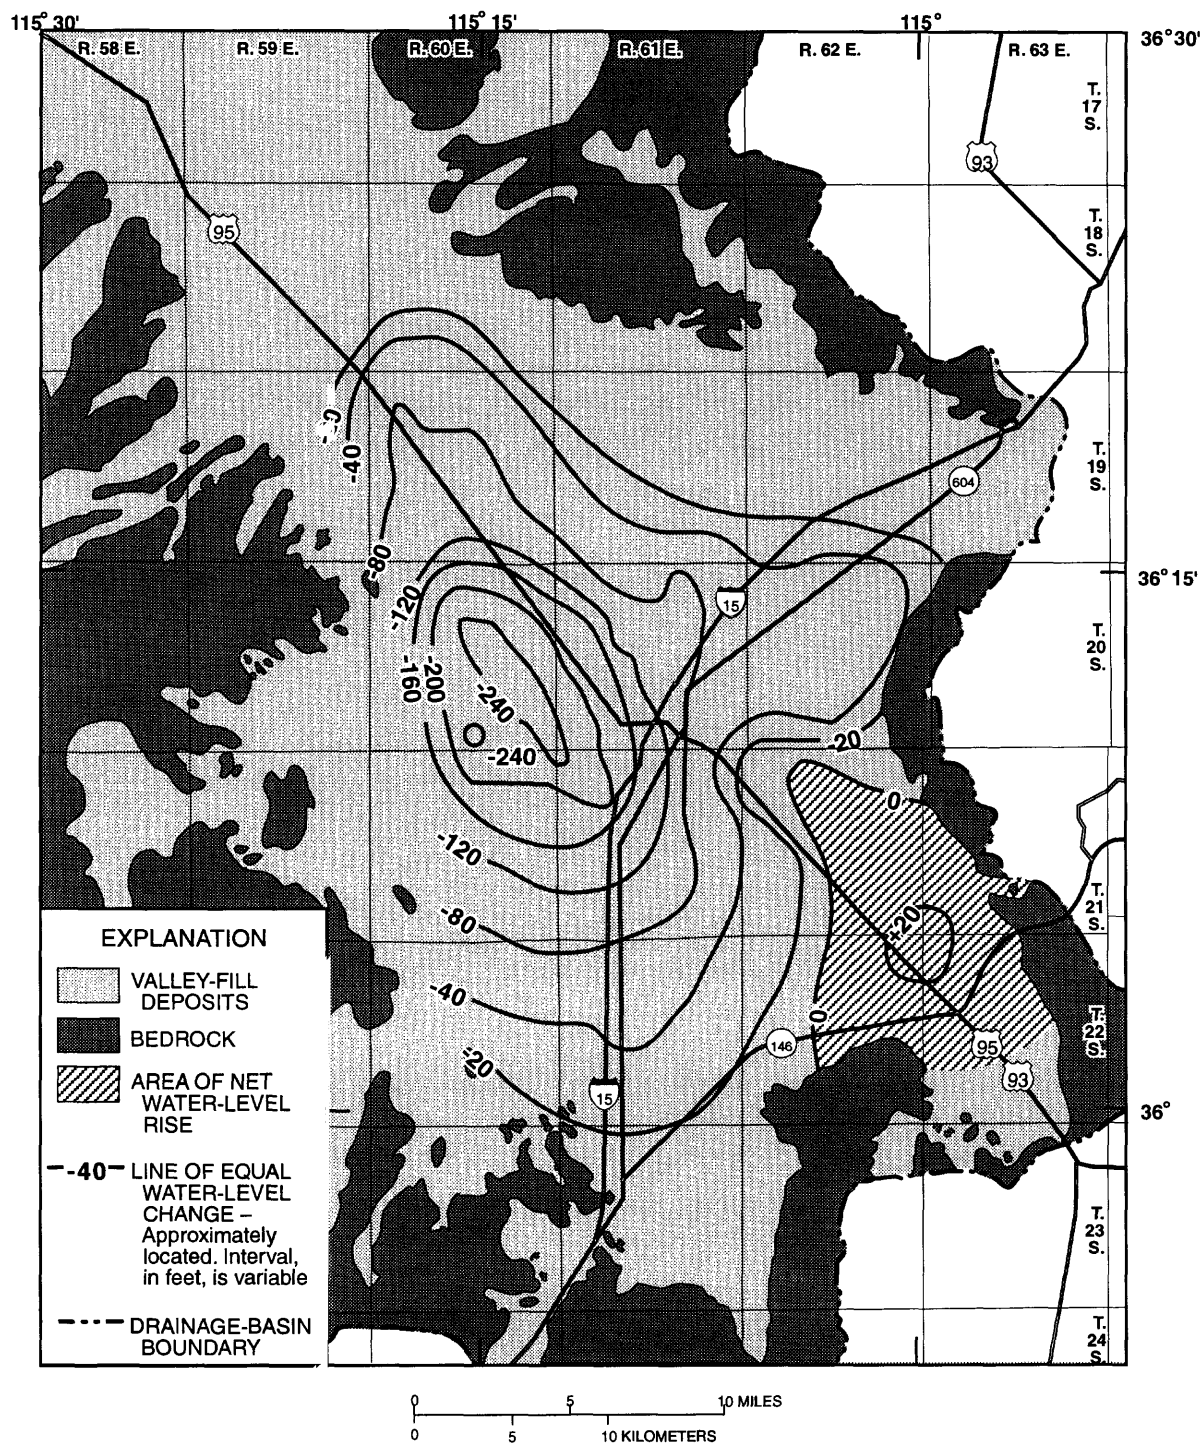 115° 30'
115° 15'
115°
36° 30'
R. 58 E.
R. 59 E.
R. 60 E.
R. 61 E.
R. 62 E.
R. 63 E.
T.
17
S.
93
T.
18
S.
95
-40
T.
19
S.
604
-80
36° 15'
-120
15
T.
20
S.
-160
-200
-240
-240
-20
0
-120
T.
21
S.
-80
+20
-40
0
T.
22
S.
146
95
-20
93
15
36°
T.
23
S.
T.
24
S.
EXPLANATION
VALLEY-FILL
DEPOSITS
BEDROCK
AREA OF NET
WATER-LEVEL
RISE
-40
LINE OF EQUAL
WATER-LEVEL
CHANGE –
Approximately
located. Interval,
in feet, is variable
DRAINAGE-BASIN
BOUNDARY
0 5 10 MILES
0 5 10 KILOMETERS